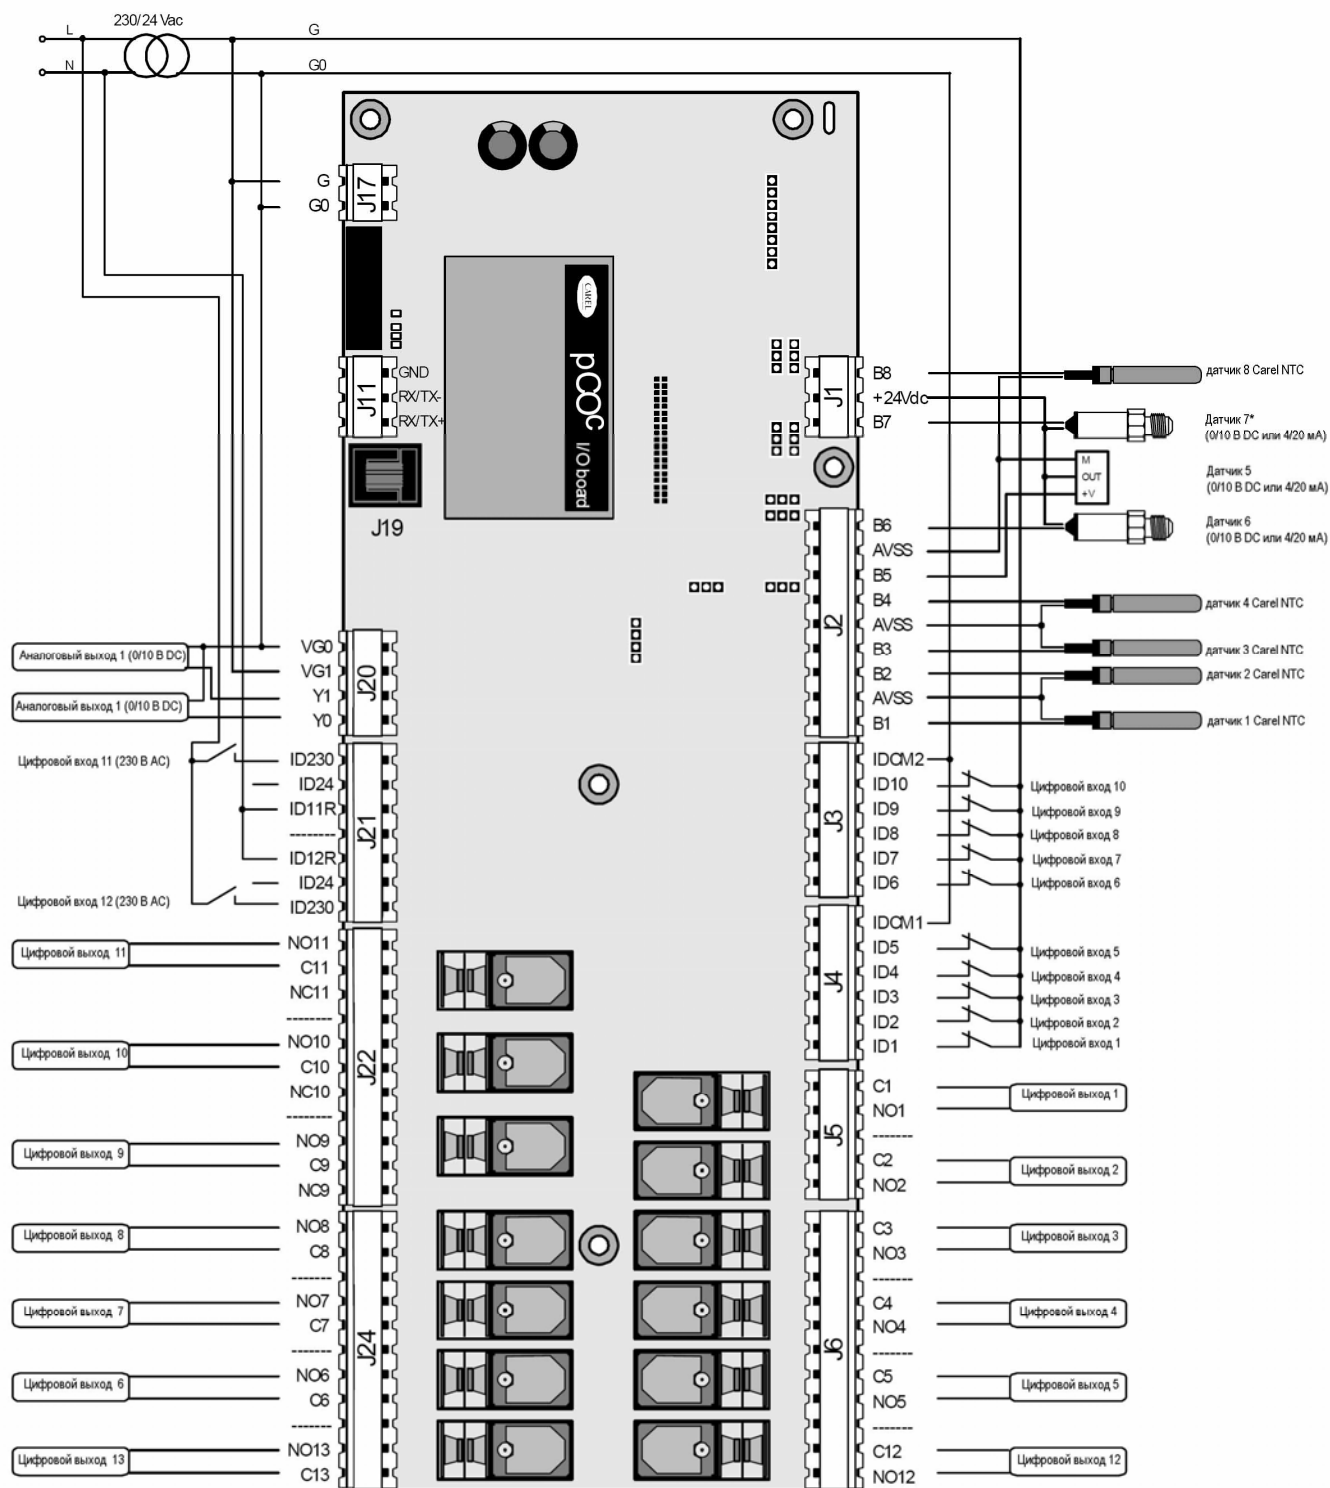 230/24 Vac
L
G
N
G0
G
G0
J17
CAREL
pCOC
I/O board
GND
RX/TX-
RX/TX+
J11
J19
J1
B8
+24Vdc
B7
датчик 8 Carel NTC
Датчик 7*
(0/10 В DC или 4/20 мА)
M
OUT
+V
Датчик 5
(0/10 В DC или 4/20 мА)
Датчик 6
(0/10 В DC или 4/20 мА)
J2
B6
AVSS
B5
B4
AVSS
B3
B2
AVSS
B1
датчик 4 Carel NTC
датчик 3 Carel NTC
датчик 2 Carel NTC
датчик 1 Carel NTC
Аналоговый выход 1 (0/10 В DC)
Аналоговый выход 1 (0/10 В DC)
VG0
VG1
Y1
Y0
J20
Цифровой вход 11 (230 В AC)
Цифровой вход 12 (230 В AC)
ID230
ID24
ID11R
--------
ID12R
ID24
ID230
J21
J3
IDCM2
ID10
ID9
ID8
ID7
ID6
Цифровой вход 10
Цифровой вход 9
Цифровой вход 8
Цифровой вход 7
Цифровой вход 6
J4
IDCM1
ID5
ID4
ID3
ID2
ID1
Цифровой вход 5
Цифровой вход 4
Цифровой вход 3
Цифровой вход 2
Цифровой вход 1
Цифровой выход 11
Цифровой выход 10
Цифровой выход 9
NO11
C11
NC11
--------
NO10
C10
NC10
--------
NO9
C9
NC9
J22
J5
C1
NO1
--------
C2
NO2
Цифровой выход 1
Цифровой выход 2
Цифровой выход 8
Цифровой выход 7
Цифровой выход 6
Цифровой выход 13
NO8
C8
--------
NO7
C7
--------
NO6
C6
--------
NO13
C13
J24
J6
C3
NO3
--------
C4
NO4
--------
C5
NO5
--------
C12
NO12
Цифровой выход 3
Цифровой выход 4
Цифровой выход 5
Цифровой выход 12